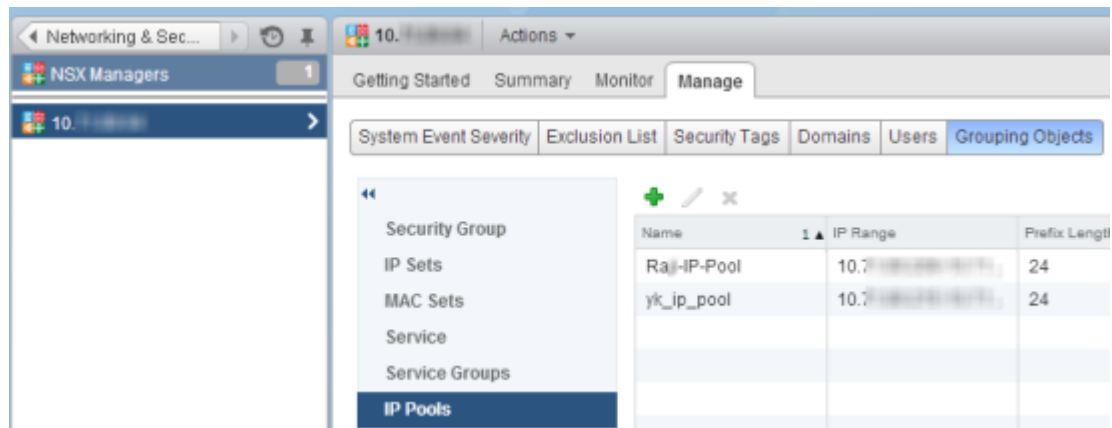 Networking & Sec...
NSX Managers 1
10.
10. Actions
Getting Started Summary Monitor Manage
System Event Severity Exclusion List Security Tags Domains Users Grouping Objects
Security Group
IP Sets
MAC Sets
Service
Service Groups
IP Pools
Name 1 IP Range Prefix Length
-IP-Pool 10.7 24
yk_ip_pool 10.7 24